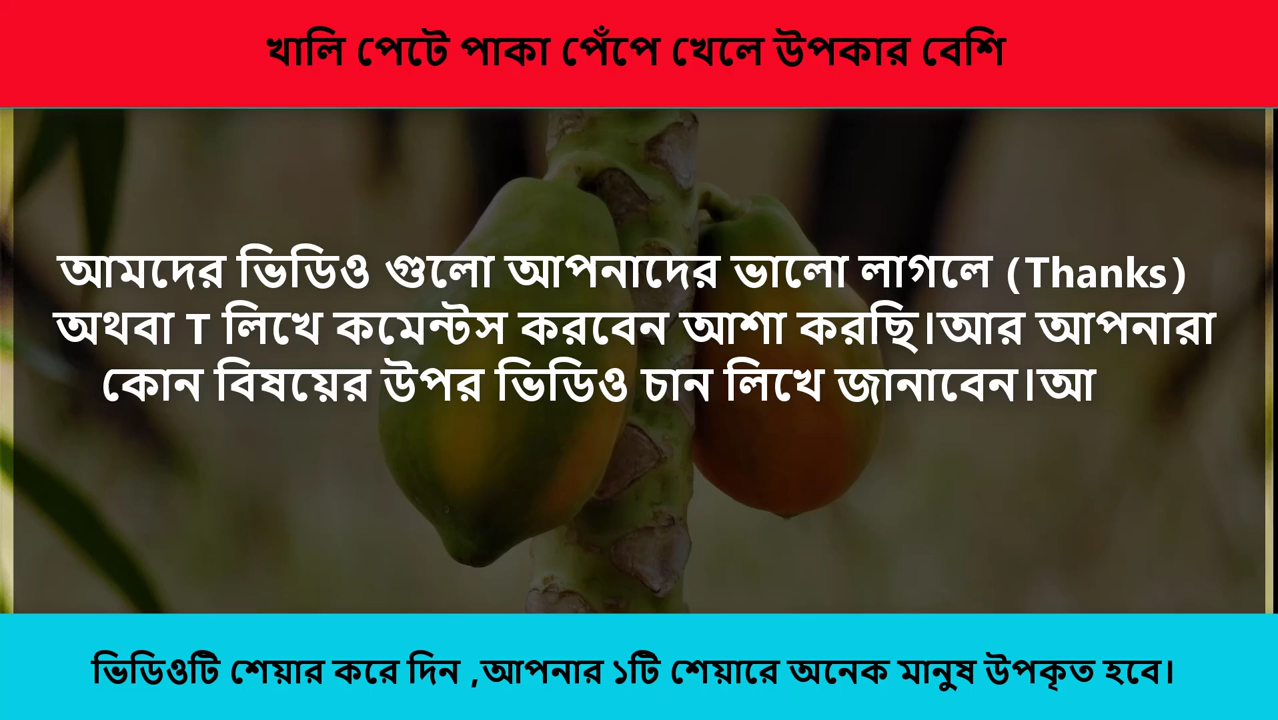 খালি পেটে পাকা পেঁপে খেলে উপকার বেশি
আমদের ভিডিও গুলো আপনাদের ভালো লাগলে (Thanks)
অথবা T লিখে কমেন্টস করবেন আশা করছি।আর আপনারা
কোন বিষয়ের উপর ভিডিও চান লিখে জানাবেন।আ
ভিডিওটি শেয়ার করে দিন ,আপনার ১টি শেয়ারে অনেক মানুষ উপকৃত হবে।